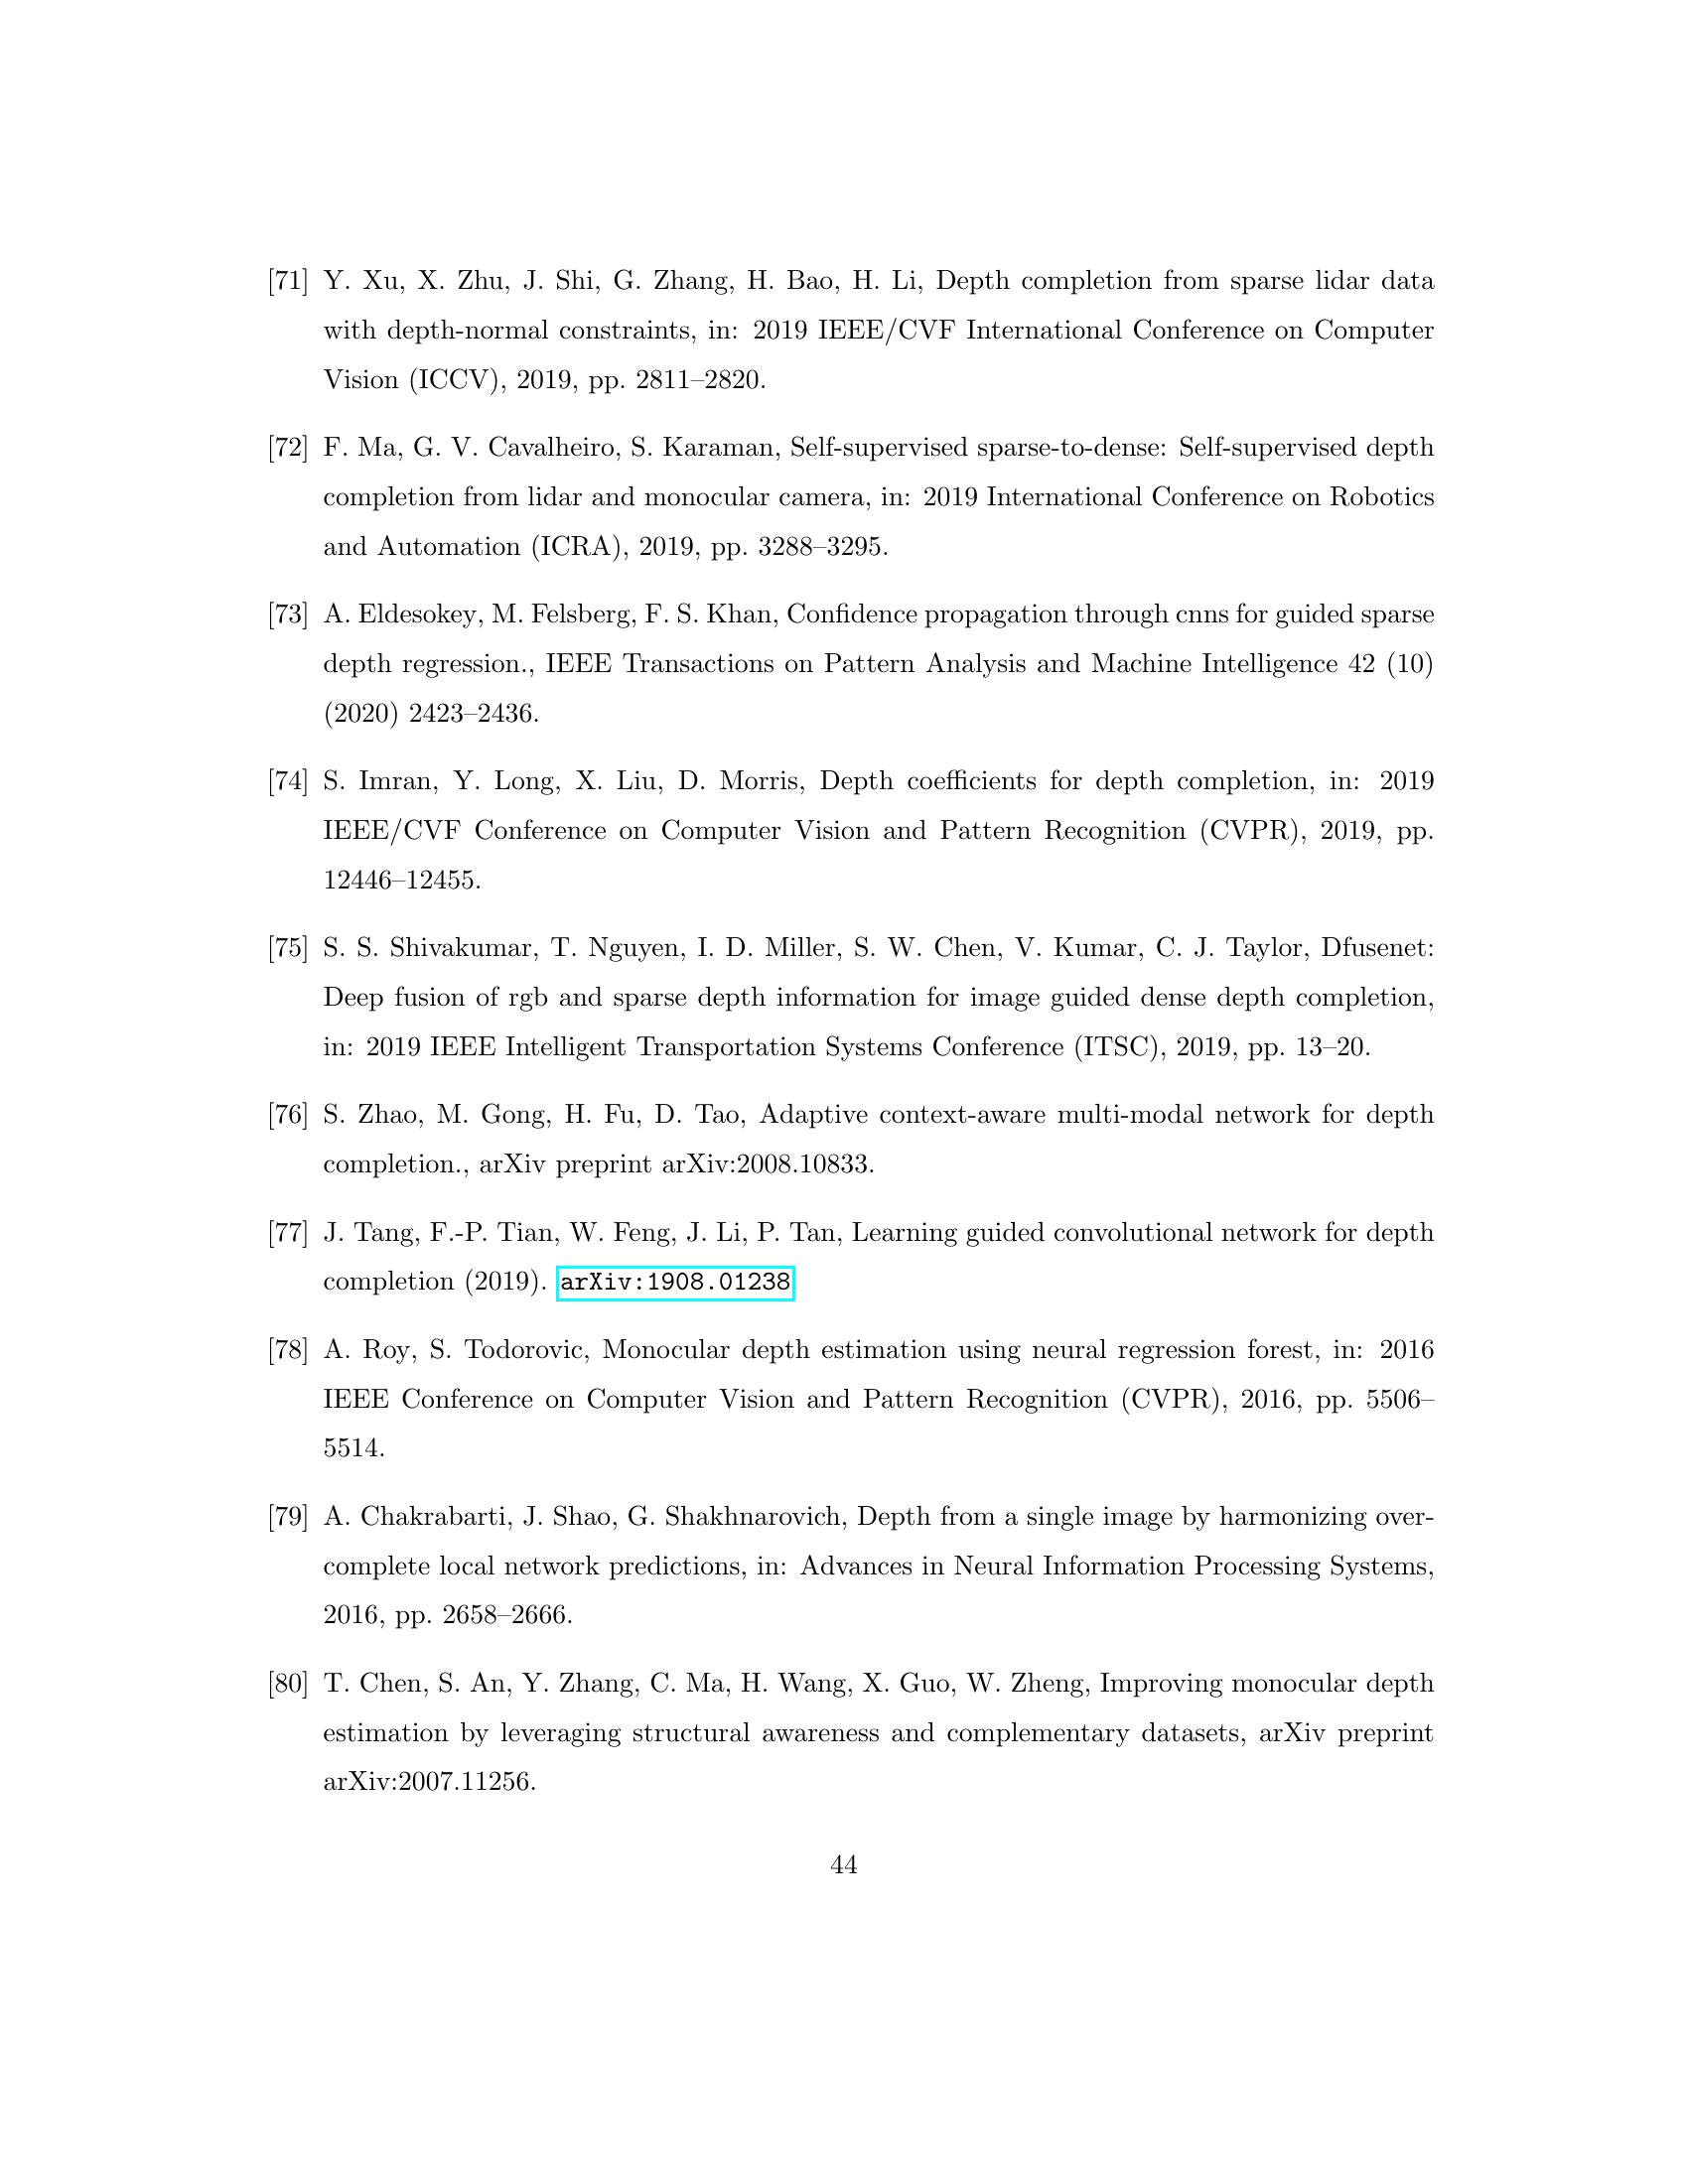 [71] Y. Xu, X. Zhu, J. Shi, G. Zhang, H. Bao, H. Li, Depth completion from sparse lidar data
with depth-normal constraints, in: 2019 IEEE/CVF International Conference on Computer
Vision (ICCV), 2019, pp. 2811–2820.
[72] F. Ma, G. V. Cavalheiro, S. Karaman, Self-supervised sparse-to-dense: Self-supervised depth
completion from lidar and monocular camera, in: 2019 International Conference on Robotics
and Automation (ICRA), 2019, pp. 3288–3295.
[73] A. Eldesokey, M. Felsberg, F. S. Khan, Confidence propagation through cnns for guided sparse
depth regression., IEEE Transactions on Pattern Analysis and Machine Intelligence 42 (10)
(2020) 2423–2436.
[74] S. Imran, Y. Long, X. Liu, D. Morris, Depth coefficients for depth completion, in: 2019
IEEE/CVF Conference on Computer Vision and Pattern Recognition (CVPR), 2019, pp.
12446–12455.
[75] S. S. Shivakumar, T. Nguyen, I. D. Miller, S. W. Chen, V. Kumar, C. J. Taylor, Dfusenet:
Deep fusion of rgb and sparse depth information for image guided dense depth completion,
in: 2019 IEEE Intelligent Transportation Systems Conference (ITSC), 2019, pp. 13–20.
[76] S. Zhao, M. Gong, H. Fu, D. Tao, Adaptive context-aware multi-modal network for depth
completion., arXiv preprint arXiv:2008.10833.
[77] J. Tang, F.-P. Tian, W. Feng, J. Li, P. Tan, Learning guided convolutional network for depth
completion (2019). arXiv:1908.01238.
[78] A. Roy, S. Todorovic, Monocular depth estimation using neural regression forest, in: 2016
IEEE Conference on Computer Vision and Pattern Recognition (CVPR), 2016, pp. 5506–
5514.
[79] A. Chakrabarti, J. Shao, G. Shakhnarovich, Depth from a single image by harmonizing over-
complete local network predictions, in: Advances in Neural Information Processing Systems,
2016, pp. 2658–2666.
[80] T. Chen, S. An, Y. Zhang, C. Ma, H. Wang, X. Guo, W. Zheng, Improving monocular depth
estimation by leveraging structural awareness and complementary datasets, arXiv preprint
arXiv:2007.11256.
44